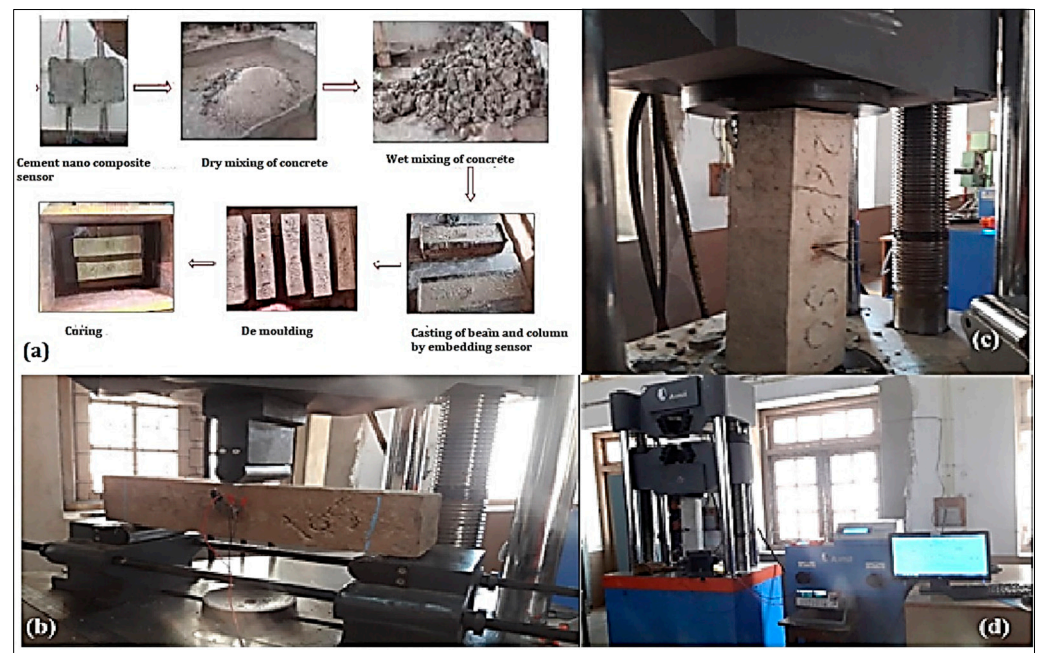 Cement nano composite
sensor
Dry mixing of concrete
Wet mixing of concrete
Curing
De moulding
Casting of beam and column
by embedding sensor
(a)
(c)
(b)
(d)